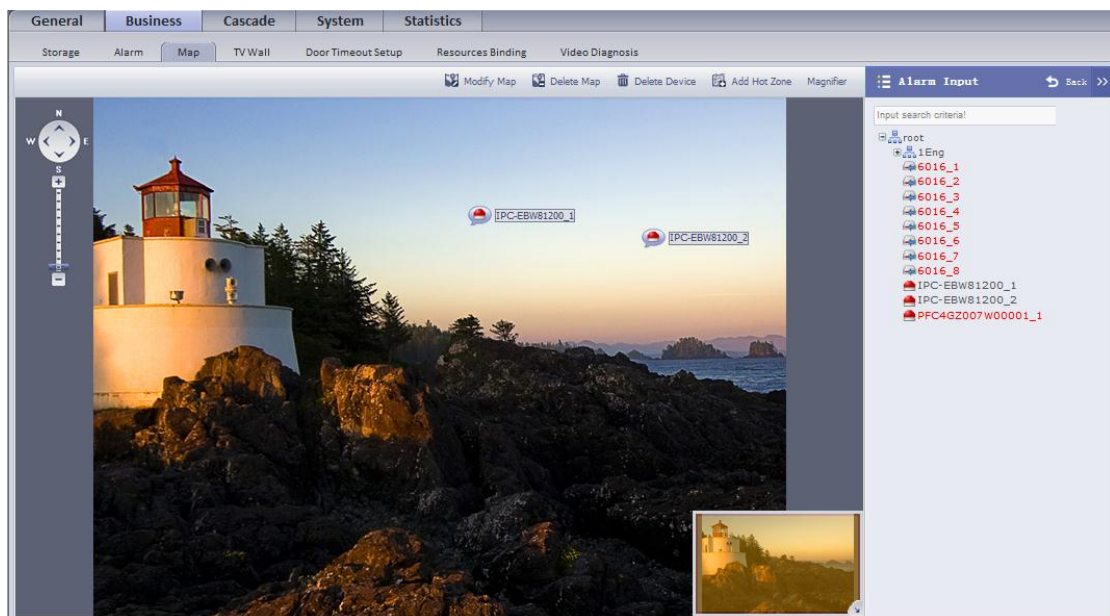 General Business Cascade System Statistics
Storage Alarm Map TV Wall Door Timeout Setup Resources Binding Video Diagnosis
Modify Map Delete Map Delete Device Add Hot Zone Magnifier
Alarm Input Back >>
Input search criteria!
root
1Eng
6016_1
6016_2
6016_3
6016_4
6016_5
6016_6
6016_7
6016_8
IPC-EBW81200_1
IPC-EBW81200_2
PFC4GZ007W00001_1
N
W E
S
IPC-EBW81200_1
IPC-EBW81200_2